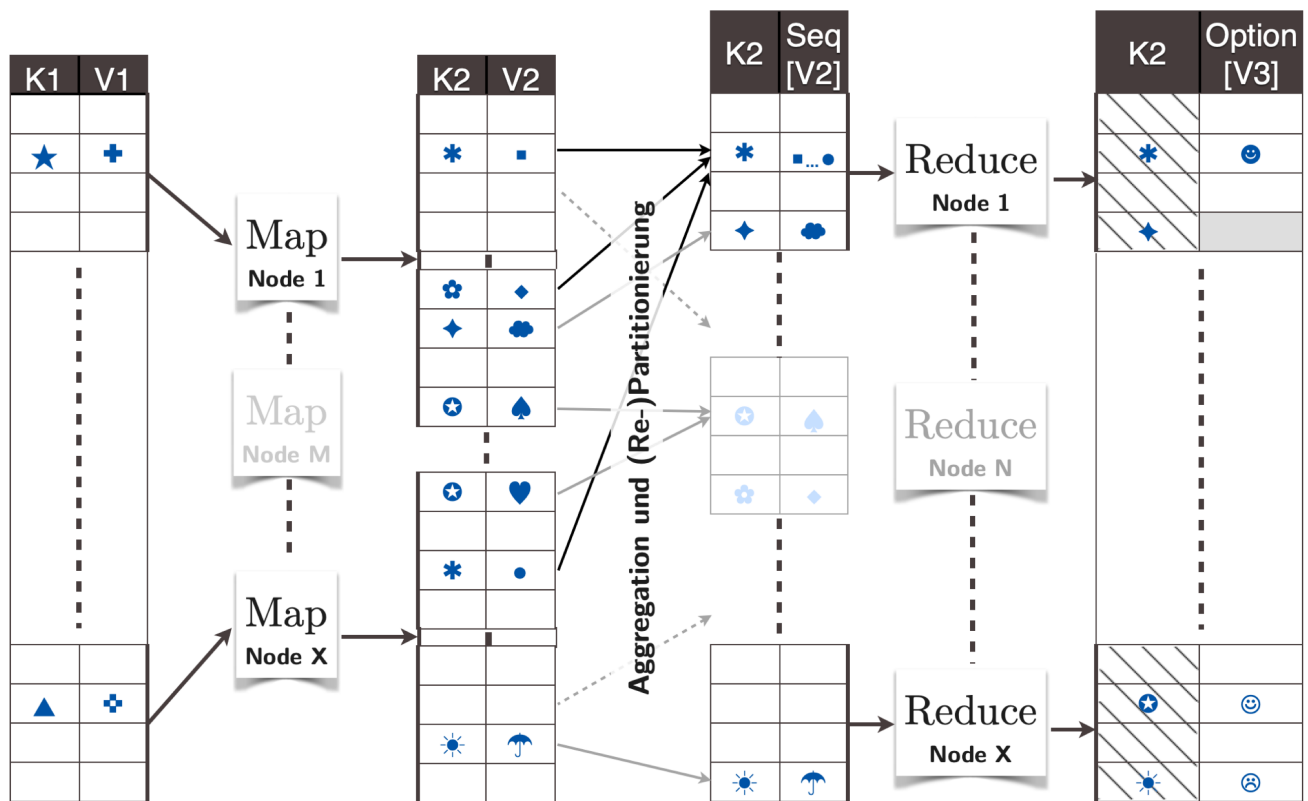 K1 V1
K2 V2
K2 Seq
[V2]
K2 Option
[V3]
Map
Node 1
Map
Node M
Map
Node X
Aggregation und (Re-)Partitionierung
...
Reduce
Node 1
Reduce
Node N
Reduce
Node X